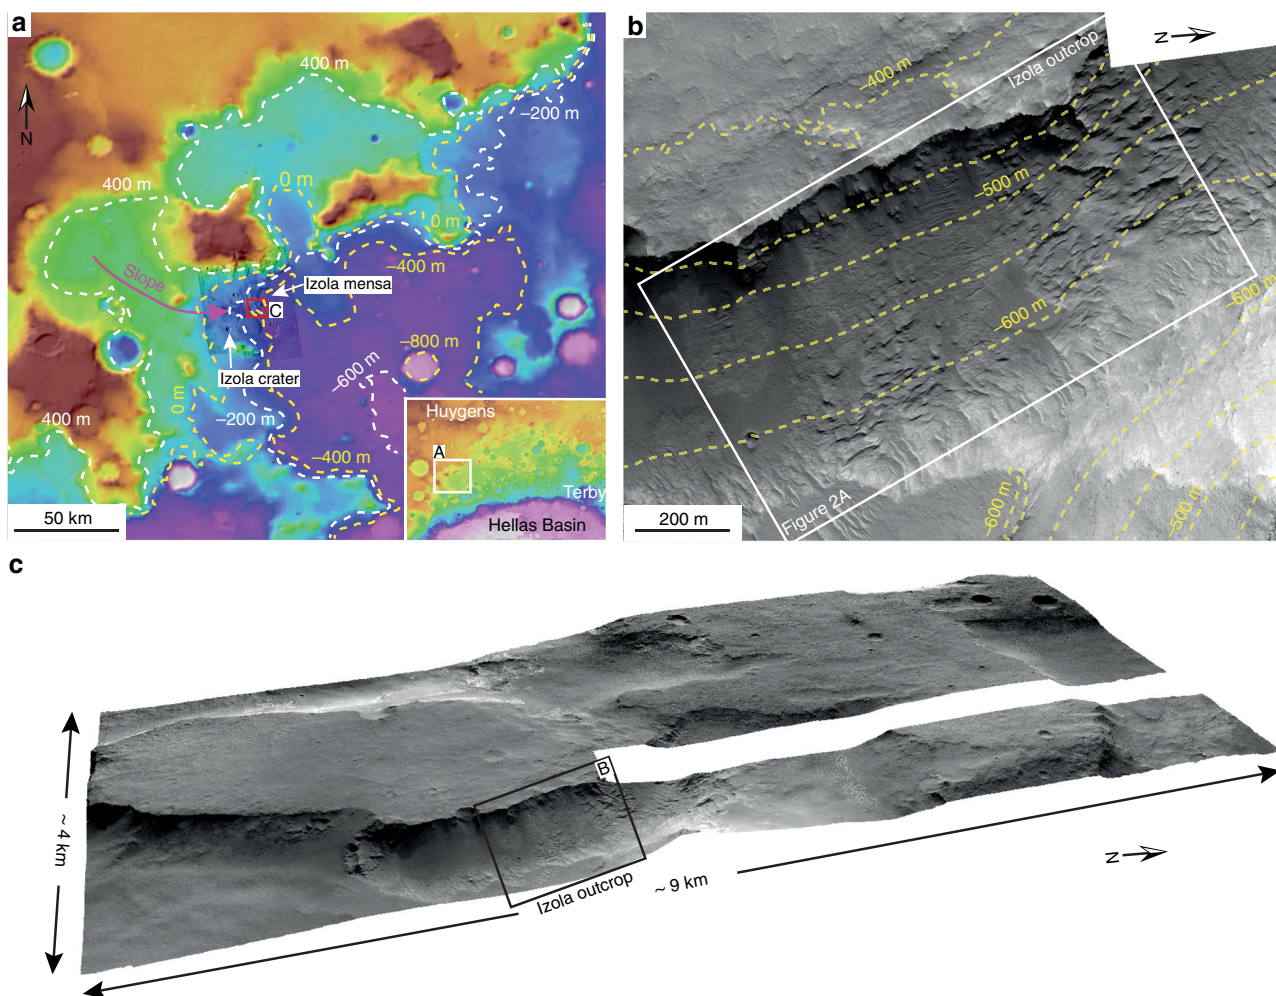 a
N
400 m
–200 m
400 m
0 m
0 m
–400 m
Slope
Izola mensa
C
–800 m
Izola crater
–600 m
0 m
–200 m
400 m
–400 m
50 km
Huygens
A
Terby
Hellas Basin
b
N
–400 m
Izola outcrop
–500 m
–600 m
–600 m
Figure 2A
–600 m
–500 m
200 m
c
B
~ 4 km
Izola outcrop
~ 9 km
N